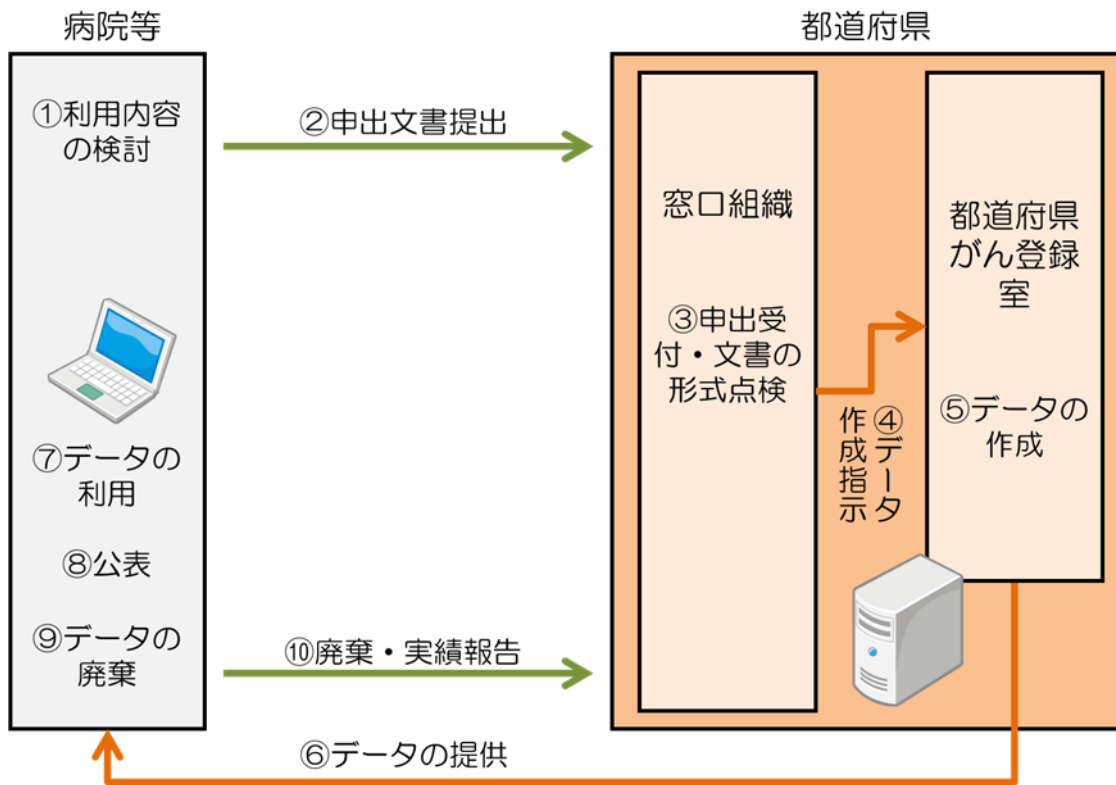 病院等
①利用内容
の検討
⑦データの
利用
⑧公表
⑨データの
廃棄
②申出文書提出
⑩廃棄・実績報告
⑥データの提供
都道府県
窓口組織
③申出受
付・文書の
形式点検
④データ
作成指示
都道府県
がん登録
室
⑤データの
作成